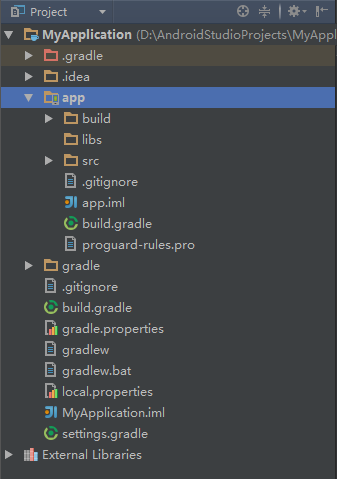 Project
MyApplication (D:\AndroidStudioProjects\MyAppl
.gradle
.idea
app
build
libs
src
.gitignore
app.iml
build.gradle
proguard-rules.pro
gradle
.gitignore
build.gradle
gradle.properties
gradlew
gradlew.bat
local.properties
MyApplication.iml
settings.gradle
External Libraries